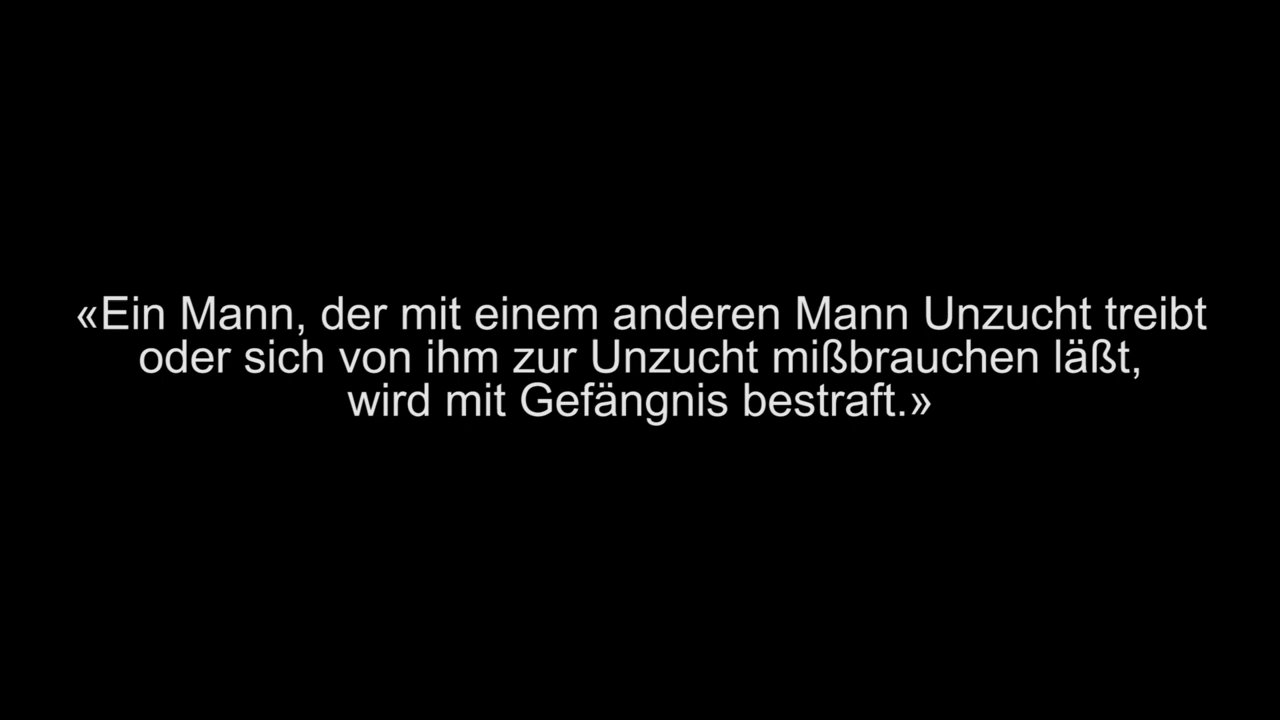 «Ein Mann, der mit einem anderen Mann Unzucht treibt
oder sich von ihm zur Unzucht mißbrauchen läßt,
wird mit Gefängnis bestraft.»